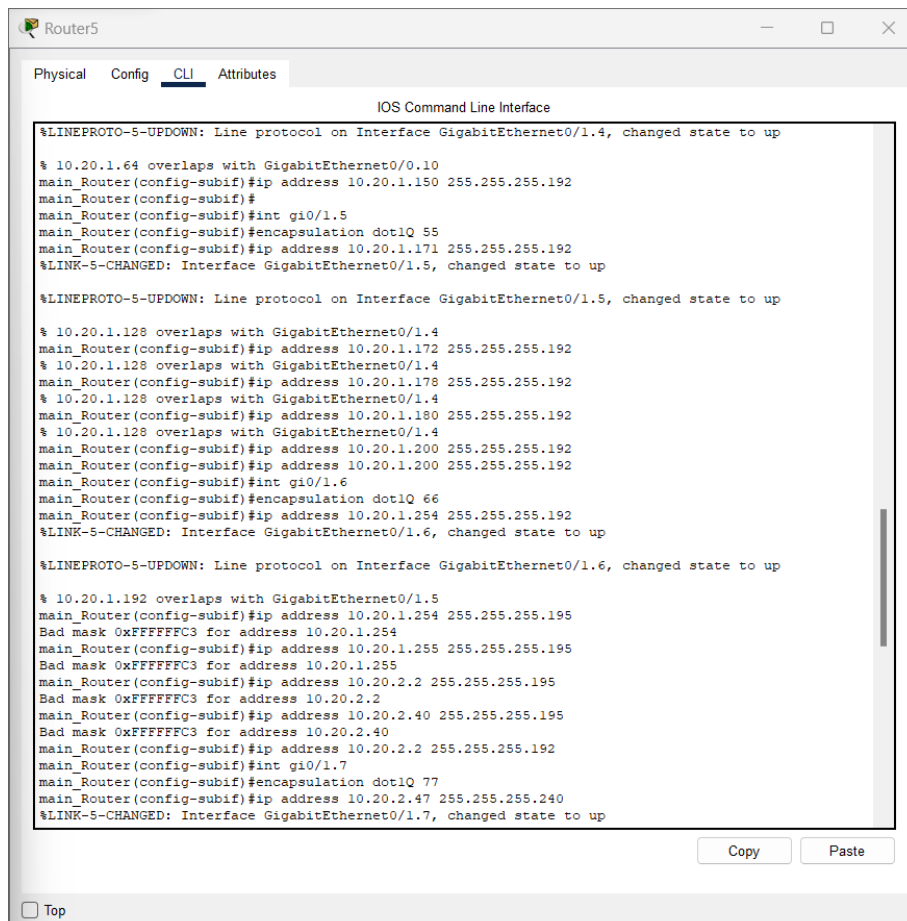 Router5
Physical Config CLI Attributes
IOS Command Line Interface
%LINEPROTO-5-UPDOWN: Line protocol on Interface GigabitEthernet0/1.4, changed state to up
% 10.20.1.64 overlaps with GigabitEthernet0/0.10
main_Router(config-subif)#ip address 10.20.1.150 255.255.255.192
main_Router(config-subif)#
main_Router(config-subif)#int gi0/1.5
main_Router(config-subif)#encapsulation dot1Q 55
main_Router(config-subif)#ip address 10.20.1.171 255.255.255.192
%LINK-5-CHANGED: Interface GigabitEthernet0/1.5, changed state to up
%LINEPROTO-5-UPDOWN: Line protocol on Interface GigabitEthernet0/1.5, changed state to up
% 10.20.1.128 overlaps with GigabitEthernet0/1.4
main_Router(config-subif)#ip address 10.20.1.172 255.255.255.192
% 10.20.1.128 overlaps with GigabitEthernet0/1.4
main_Router(config-subif)#ip address 10.20.1.178 255.255.255.192
% 10.20.1.128 overlaps with GigabitEthernet0/1.4
main_Router(config-subif)#ip address 10.20.1.180 255.255.255.192
% 10.20.1.128 overlaps with GigabitEthernet0/1.4
main_Router(config-subif)#ip address 10.20.1.200 255.255.255.192
main_Router(config-subif)#ip address 10.20.1.200 255.255.255.192
main_Router(config-subif)#int gi0/1.6
main_Router(config-subif)#encapsulation dot1Q 66
main_Router(config-subif)#ip address 10.20.1.254 255.255.255.192
%LINK-5-CHANGED: Interface GigabitEthernet0/1.6, changed state to up
%LINEPROTO-5-UPDOWN: Line protocol on Interface GigabitEthernet0/1.6, changed state to up
% 10.20.1.192 overlaps with GigabitEthernet0/1.5
main_Router(config-subif)#ip address 10.20.1.254 255.255.255.195
Bad mask 0xFFFFFFC3 for address 10.20.1.254
main_Router(config-subif)#ip address 10.20.1.255 255.255.255.195
Bad mask 0xFFFFFFC3 for address 10.20.1.255
main_Router(config-subif)#ip address 10.20.2.2 255.255.255.195
Bad mask 0xFFFFFFC3 for address 10.20.2.2
main_Router(config-subif)#ip address 10.20.2.40 255.255.255.195
Bad mask 0xFFFFFFC3 for address 10.20.2.40
main_Router(config-subif)#ip address 10.20.2.2 255.255.255.192
main_Router(config-subif)#int gi0/1.7
main_Router(config-subif)#encapsulation dot1Q 77
main_Router(config-subif)#ip address 10.20.2.47 255.255.255.240
%LINK-5-CHANGED: Interface GigabitEthernet0/1.7, changed state to up
Copy Paste
Top